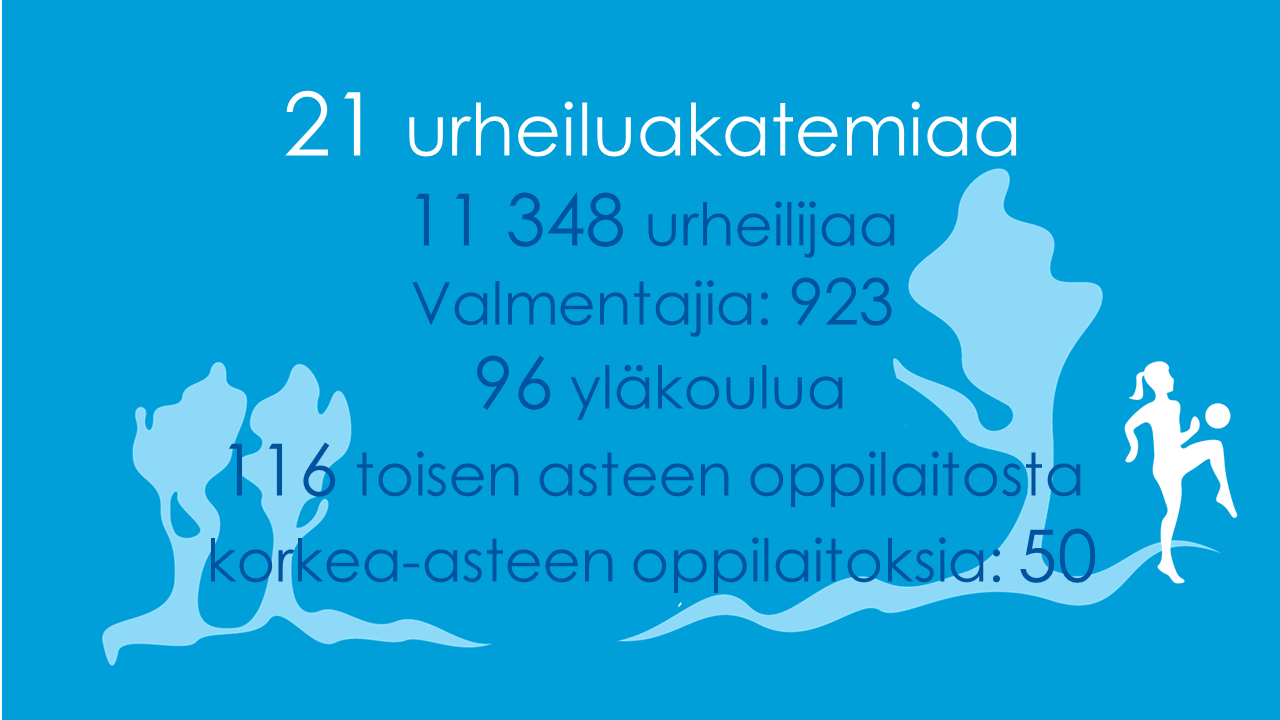 21 urheiluakatemiaa
11 348 urheilijaa
Valmentajia: 923
96 yläkoulua
116 toisen asteen oppilaitosta
korkea-asteen oppilaitoksia: 50